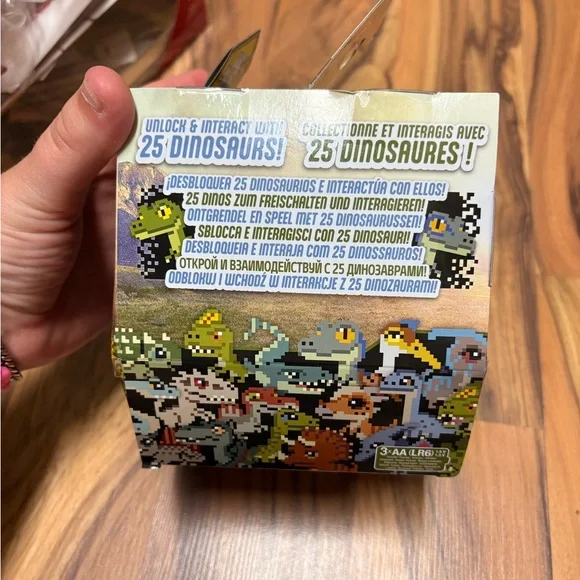 UNLOCK & INTERACT WITH
25 DINOSAURS!
COLLECTIONNE ET INTERAGIS AVEC
25 DINOSAURES !
¡DESBLOQUEA 25 DINOSAURIOS E INTERACTÚA CON ELLOS!
25 DINOS ZUM FREISCHALTEN UND INTERAGIEREN!
ONTGRENDEL EN SPEEL MET 25 DINOSAURUSSEN!
SBLOCCA E INTERAGISCI CON 25 DINOSAURI!
DESBLOQUEIA E INTERAJA COM 25 DINOSSAUROS!
ОТКРОЙ И ВЗАИМОДЕЙСТВУЙ С 25 ДИНОЗАВРАМИ!
ODBLOKUJ I WCHODŹ W INTERAKCJE Z 25 DINOZAURAMI!
3×AA (LR6)